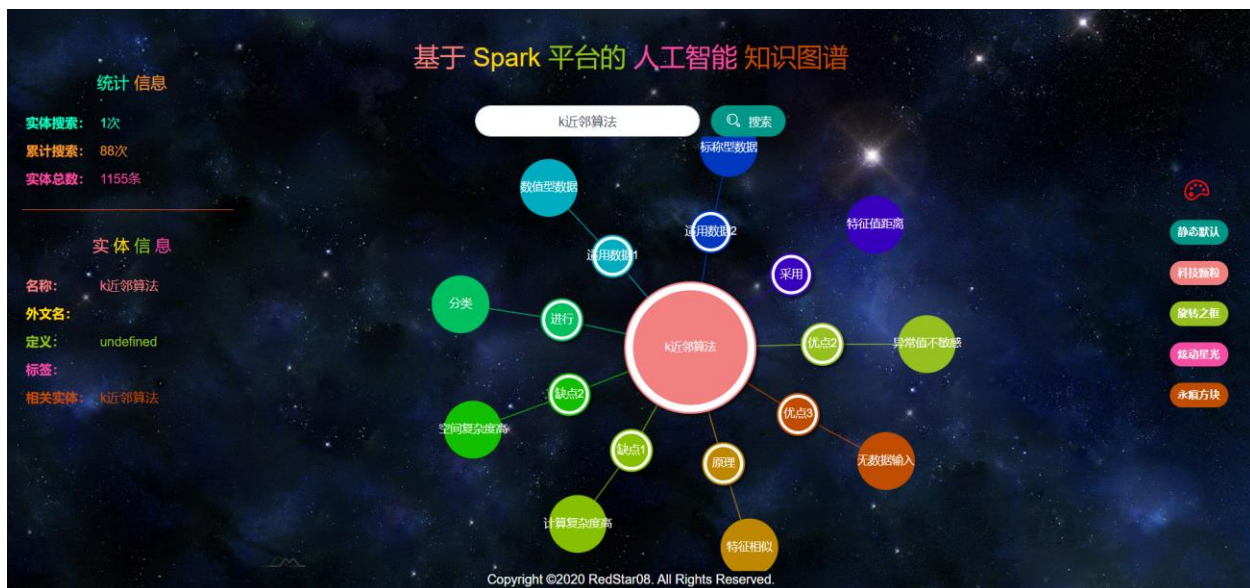 基于 Spark 平台的 人工智能 知识图谱
统计 信息
实体搜索： 1次
累计搜索： 88次
实体总数： 1155条
实 体 信 息
名称： k近邻算法
外文名：
定义： undefined
标签：
相关实体： k近邻算法
k近邻算法
搜索
标称型数据
数值型数据
适用数据2
特征值距离
适用数据1
采用
分类
进行
k近邻算法
优点2
异常值不敏感
缺点2
优点3
空间复杂度高
缺点1
原理
无数据输入
计算复杂度高
特征相似
静态默认
科技颗粒
旋转之框
炫动星光
永痕方块
Copyright ©2020 RedStar08. All Rights Reserved.